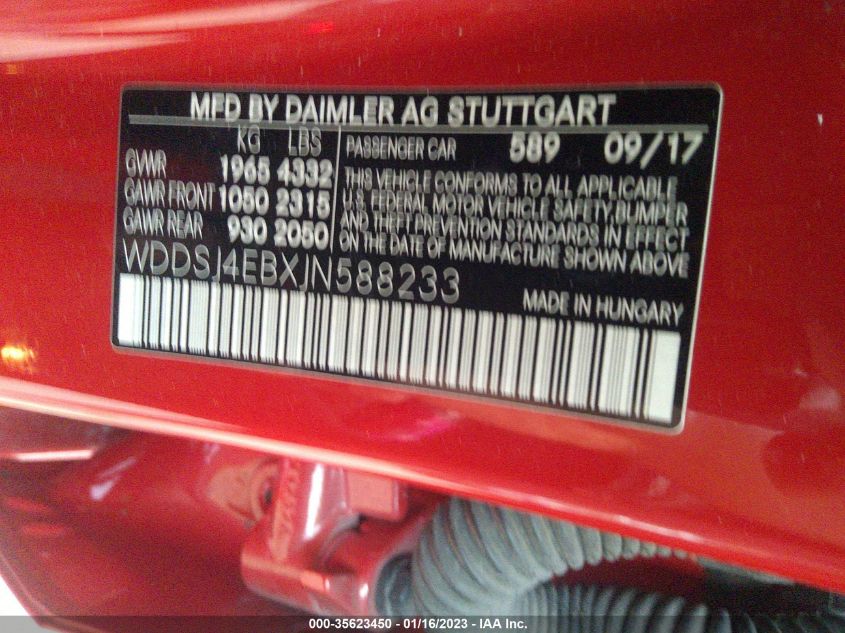 MFD BY DAIMLER AG STUTTGART
KG LBS
GVWR 1965 4332
GAWR FRONT 1050 2315
GAWR REAR 930 2050
PASSENGER CAR 589 09/17
THIS VEHICLE CONFORMS TO ALL APPLICABLE
U.S. FEDERAL MOTOR VEHICLE SAFETY, BUMPER
AND THEFT PREVENTION STANDARDS IN EFFECT
ON THE DATE OF MANUFACTURE SHOWN ABOVE
WDDSJ4EBXJN588233
MADE IN HUNGARY
000-35623450 - 01/16/2023 - IAA Inc.